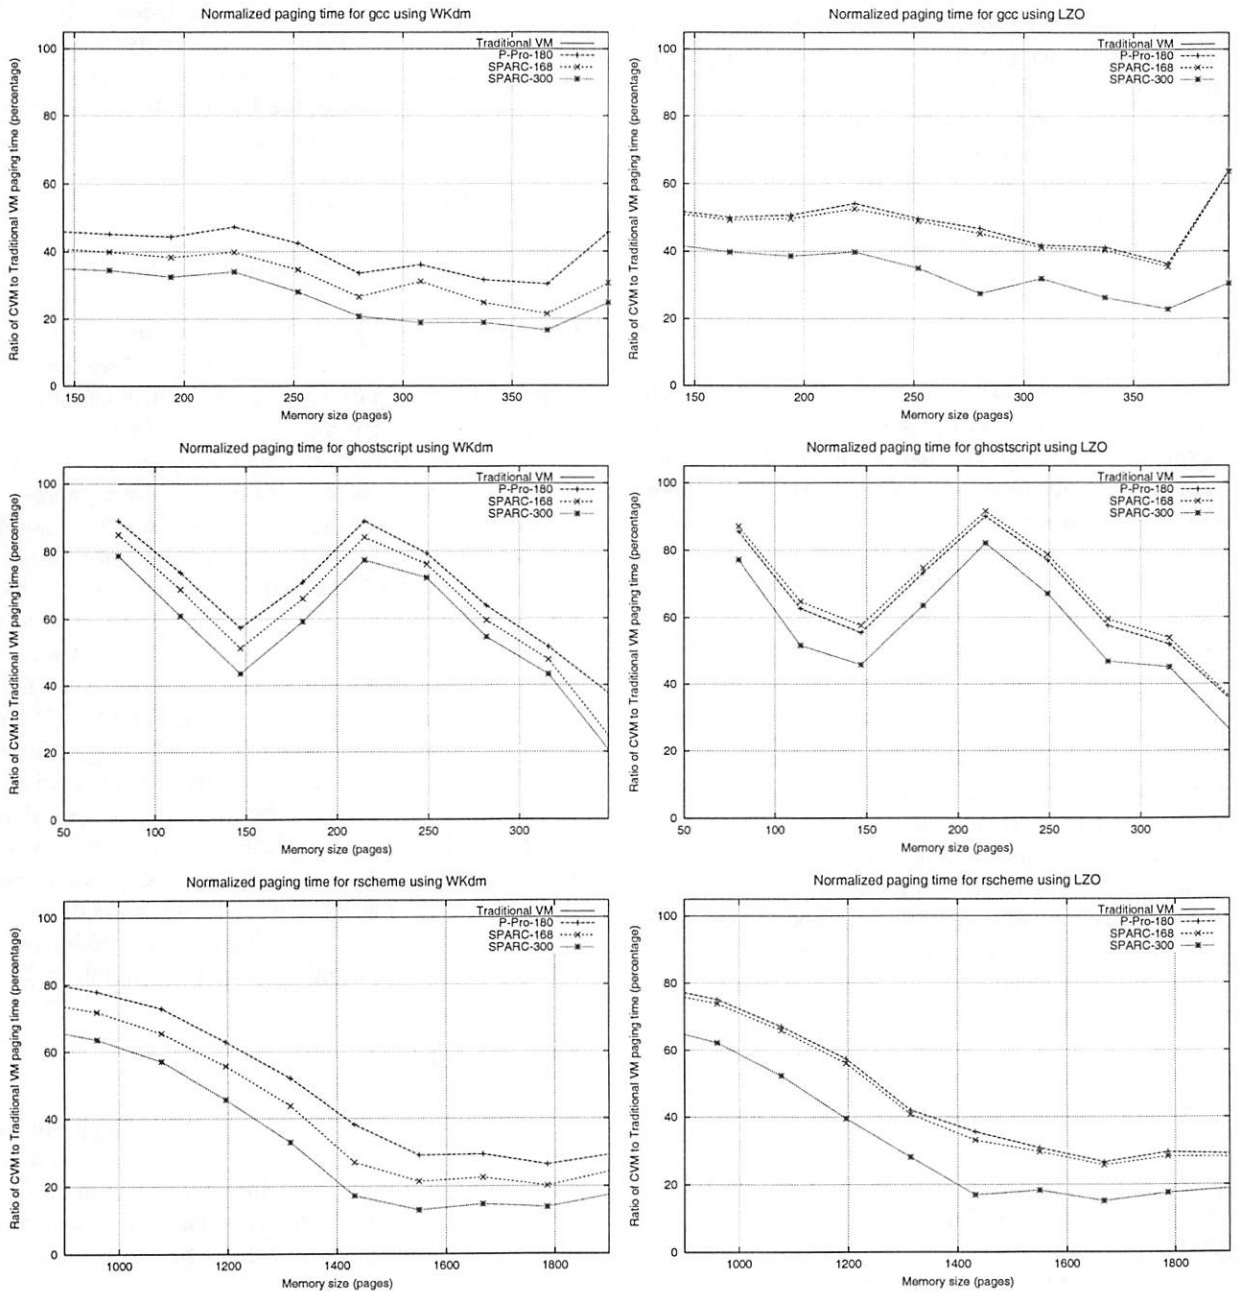 Normalized paging time for gcc using WKdm
Ratio of CVM to Traditional VM paging time (percentage)
100
80
60
40
20
0
Traditional VM
P-Pro-180
SPARC-168
SPARC-300
150
200
250
300
350
Memory size (pages)
Normalized paging time for gcc using LZO
Ratio of CVM to Traditional VM paging time (percentage)
100
80
60
40
20
0
Traditional VM
P-Pro-180
SPARC-168
SPARC-300
150
200
250
300
350
Memory size (pages)
Normalized paging time for ghostscript using WKdm
Ratio of CVM to Traditional VM paging time (percentage)
100
80
60
40
20
0
Traditional VM
P-Pro-180
SPARC-168
SPARC-300
50
100
150
200
250
300
Memory size (pages)
Normalized paging time for ghostscript using LZO
Ratio of CVM to Traditional VM paging time (percentage)
100
80
60
40
20
0
Traditional VM
P-Pro-180
SPARC-168
SPARC-300
50
100
150
200
250
300
Memory size (pages)
Normalized paging time for rscheme using WKdm
Ratio of CVM to Traditional VM paging time (percentage)
100
80
60
40
20
0
Traditional VM
P-Pro-180
SPARC-168
SPARC-300
1000
1200
1400
1600
1800
Memory size (pages)
Normalized paging time for rscheme using LZO
Ratio of CVM to Traditional VM paging time (percentage)
100
80
60
40
20
0
Traditional VM
P-Pro-180
SPARC-168
SPARC-300
1000
1200
1400
1600
1800
Memory size (pages)